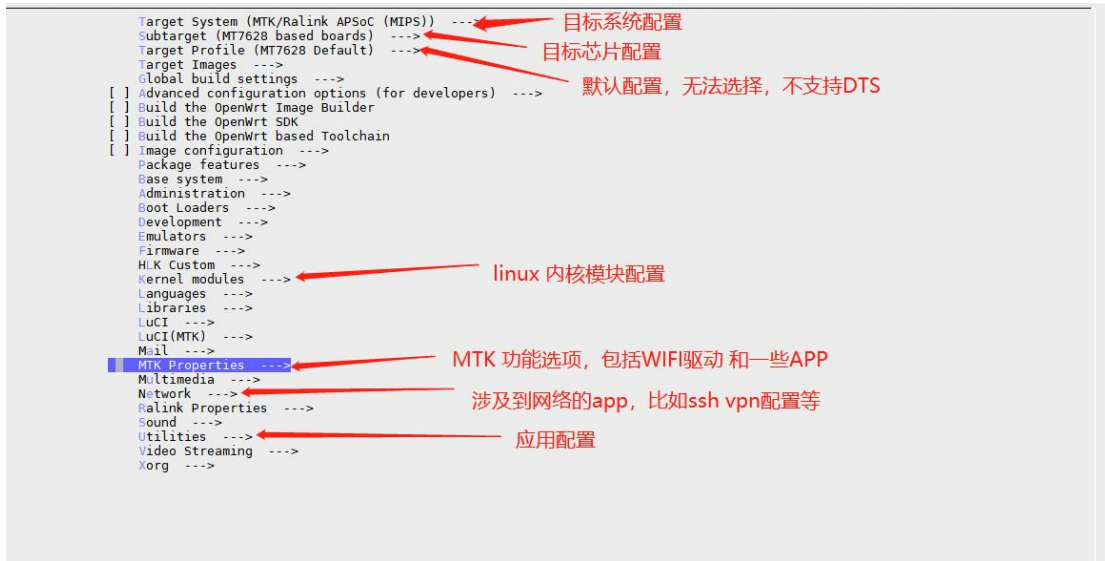 Target System (MTK/Ralink APSoC (MIPS))  --->
目标系统配置
Subtarget (MT7628 based boards)  --->
目标芯片配置
Target Profile (MT7628 Default)  --->
默认配置，无法选择，不支持DTS
Target Images  --->
Global build settings  --->
[ ] Advanced configuration options (for developers)  --->
[ ] Build the OpenWrt Image Builder
[ ] Build the OpenWrt SDK
[ ] Build the OpenWrt based Toolchain
[ ] Image configuration  --->
Package features  --->
Base system  --->
Administration  --->
Boot Loaders  --->
Development  --->
Emulators  --->
Firmware  --->
HLK Custom  --->
Kernel modules  --->
linux 内核模块配置
Languages  --->
Libraries  --->
LuCI  --->
LuCI(MTK)  --->
Mail  --->
MTK Properties  --->
MTK 功能选项，包括WIFI驱动 和一些APP
Multimedia  --->
Network  --->
涉及到网络的app，比如ssh vpn配置等
Ralink Properties  --->
Sound  --->
Utilities  --->
应用配置
Video Streaming  --->
Xorg  --->